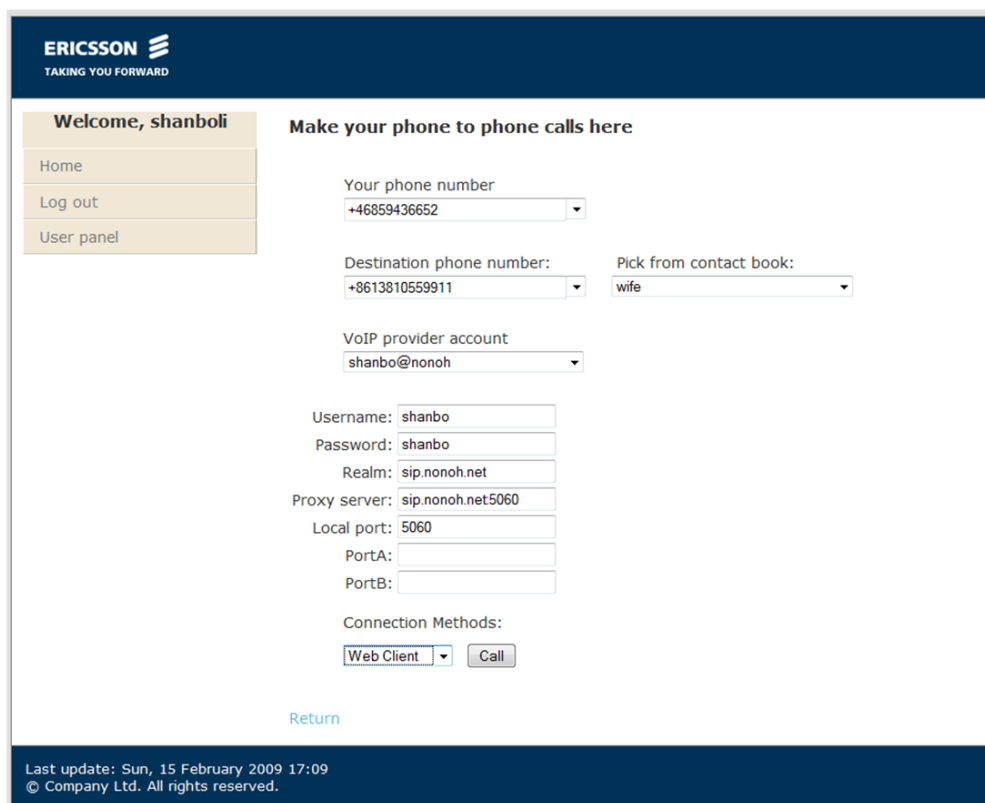 ERICSSON
TAKING YOU FORWARD
Welcome, shanboli
Home
Log out
User panel
Make your phone to phone calls here
Your phone number
+46859436652
Destination phone number: Pick from contact book:
+8613810559911 wife
VoIP provider account
shanbo@nonoh
Username: shanbo
Password: shanbo
Realm: sip.nonoh.net
Proxy server: sip.nonoh.net:5060
Local port: 5060
PortA:
PortB:
Connection Methods:
Web Client Call
Return
Last update: Sun, 15 February 2009 17:09
© Company Ltd. All rights reserved.